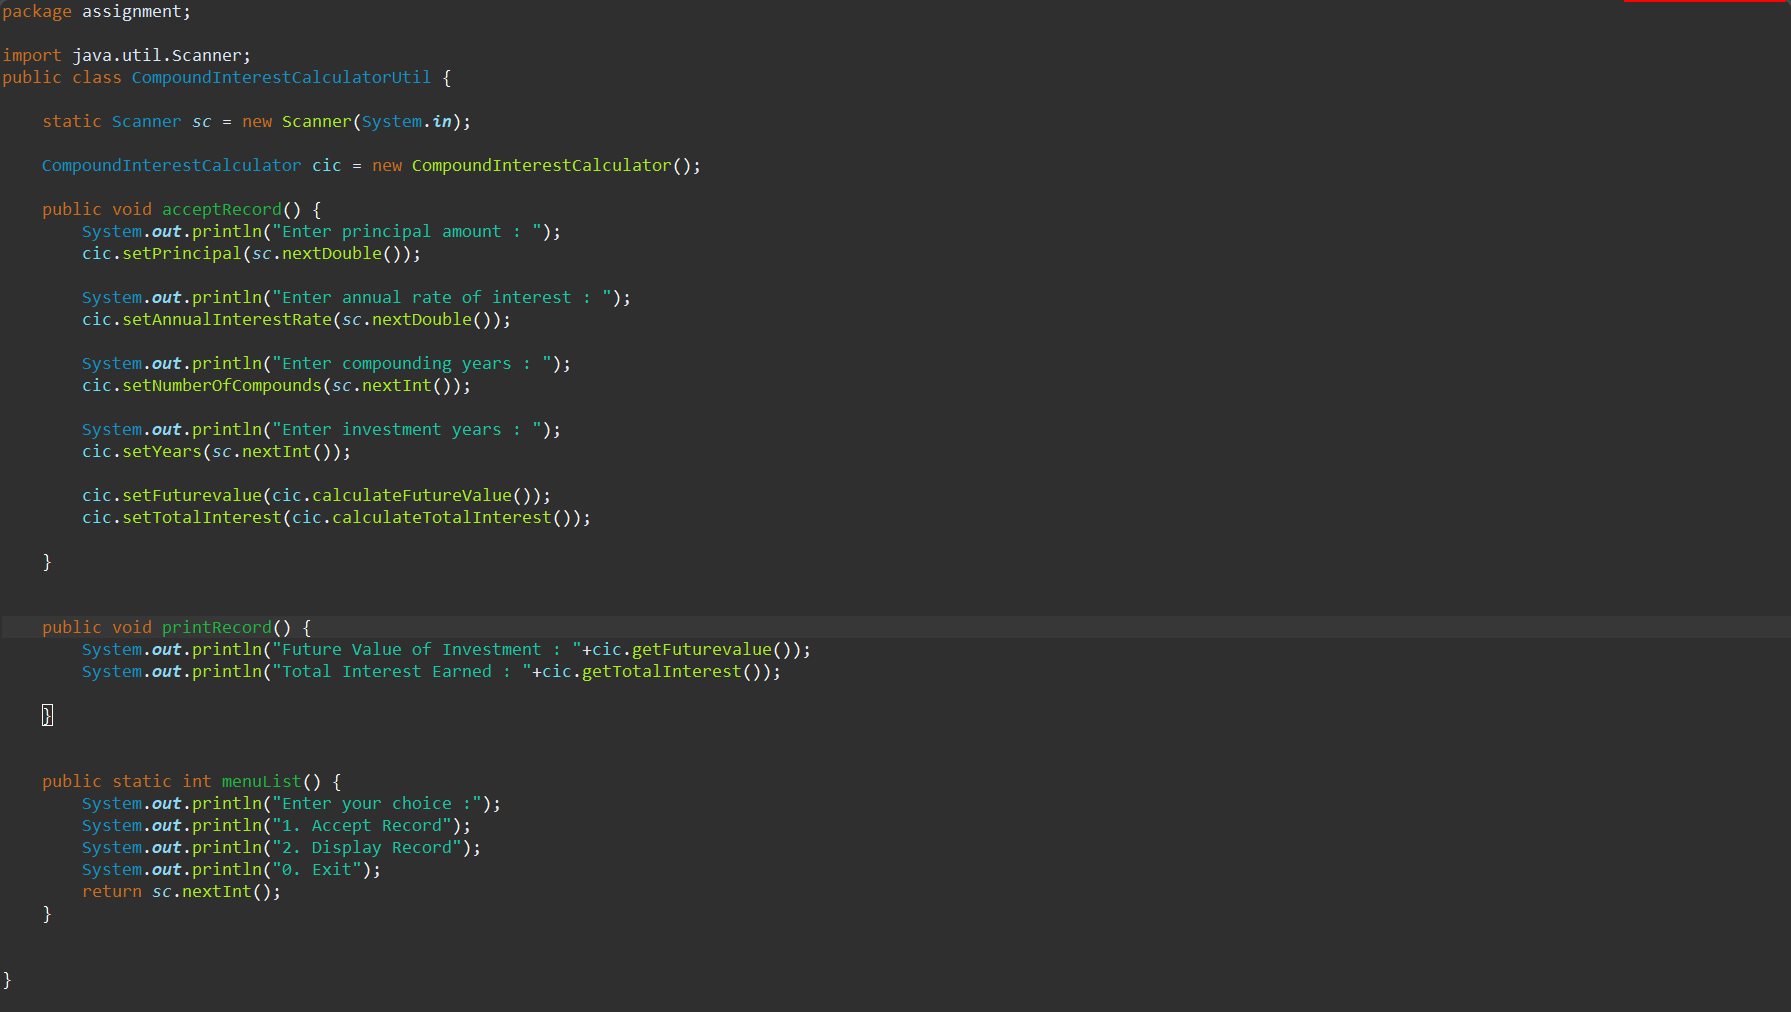 package assignment;
import java.util.Scanner;
public class CompoundInterestCalculatorUtil {
static Scanner sc = new Scanner(System.in);
CompoundInterestCalculator cic = new CompoundInterestCalculator();
public void acceptRecord() {
System.out.println("Enter principal amount : ");
cic.setPrincipal(sc.nextDouble());
System.out.println("Enter annual rate of interest : ");
cic.setAnnualInterestRate(sc.nextDouble());
System.out.println("Enter compounding years : ");
cic.setNumberOfCompounds(sc.nextInt());
System.out.println("Enter investment years : ");
cic.setYears(sc.nextInt());
cic.setFuturevalue(cic.calculateFutureValue());
cic.setTotalInterest(cic.calculateTotalInterest());
}
public void printRecord() {
System.out.println("Future Value of Investment : "+cic.getFuturevalue());
System.out.println("Total Interest Earned : "+cic.getTotalInterest());
}
public static int menuList() {
System.out.println("Enter your choice :");
System.out.println("1. Accept Record");
System.out.println("2. Display Record");
System.out.println("0. Exit");
return sc.nextInt();
}
}